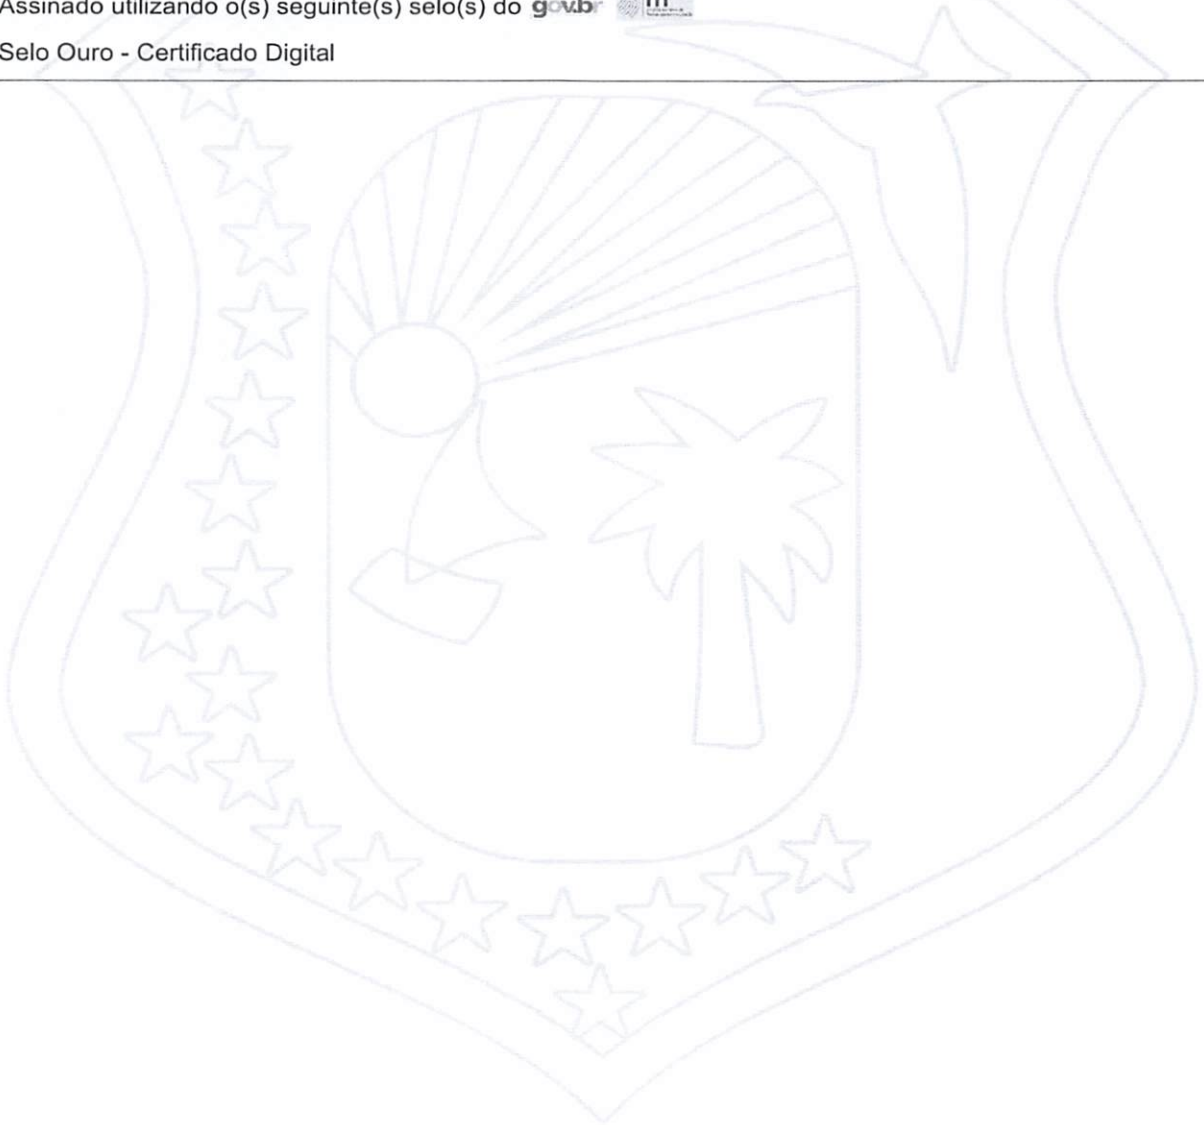 Assinado utilizando o(s) seguinte(s) selo(s) do gov.br
Selo Ouro - Certificado Digital